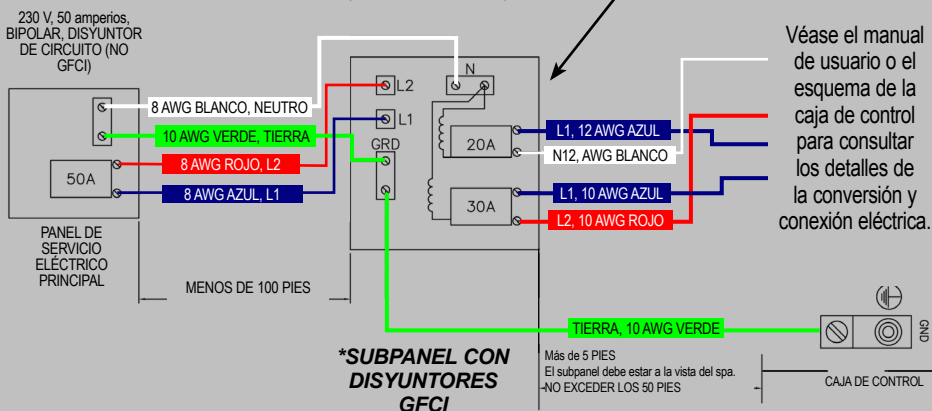 230 V, 50 amperios,
BIPOLAR, DISYUNTOR
DE CIRCUITO (NO
GFCI)
8 AWG BLANCO, NEUTRO
10 AWG VERDE, TIERRA
8 AWG ROJO, L2
8 AWG AZUL, L1
50A
PANEL DE
SERVICIO
ELÉCTRICO
PRINCIPAL
MENOS DE 100 PIES
N
L2
L1
GRD
20A
30A
L1, 12 AWG AZUL
N12, AWG BLANCO
L1, 10 AWG AZUL
L2, 10 AWG ROJO
Véase el manual
de usuario o el
esquema de la
caja de control
para consultar
los detalles de
la conversión y
conexión eléctrica.
TIERRA, 10 AWG VERDE
GND
*SUBPANEL CON
DISYUNTORES
GFCI
Más de 5 PIES
El subpanel debe estar a la vista del spa.
NO EXCEDER LOS 50 PIES
CAJA DE CONTROL